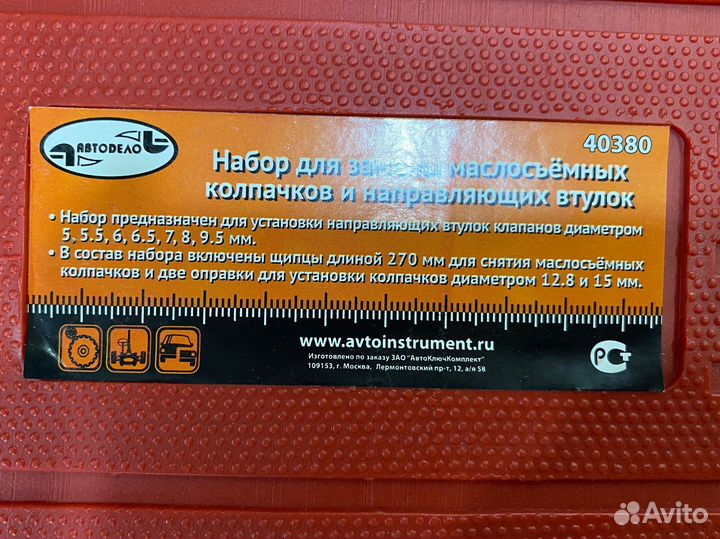 АВТОДЕЛО
40380
Набор для замены маслосъёмных
колпачков и направляющих втулок
• Набор предназначен для установки направляющих втулок клапанов диаметром
5, 5.5, 6, 6.5, 7, 8, 9.5 мм.
• В состав набора включены щипцы длиной 270 мм для снятия маслосъёмных
колпачков и две оправки для установки колпачков диаметром 12.8 и 15 мм.
www.avtoinstrument.ru
Изготовлено по заказу ЗАО "АвтоКлючКомплект"
109153, г. Москва, Лермонтовский пр-т, 12, а/я 58
РСТ
Avito